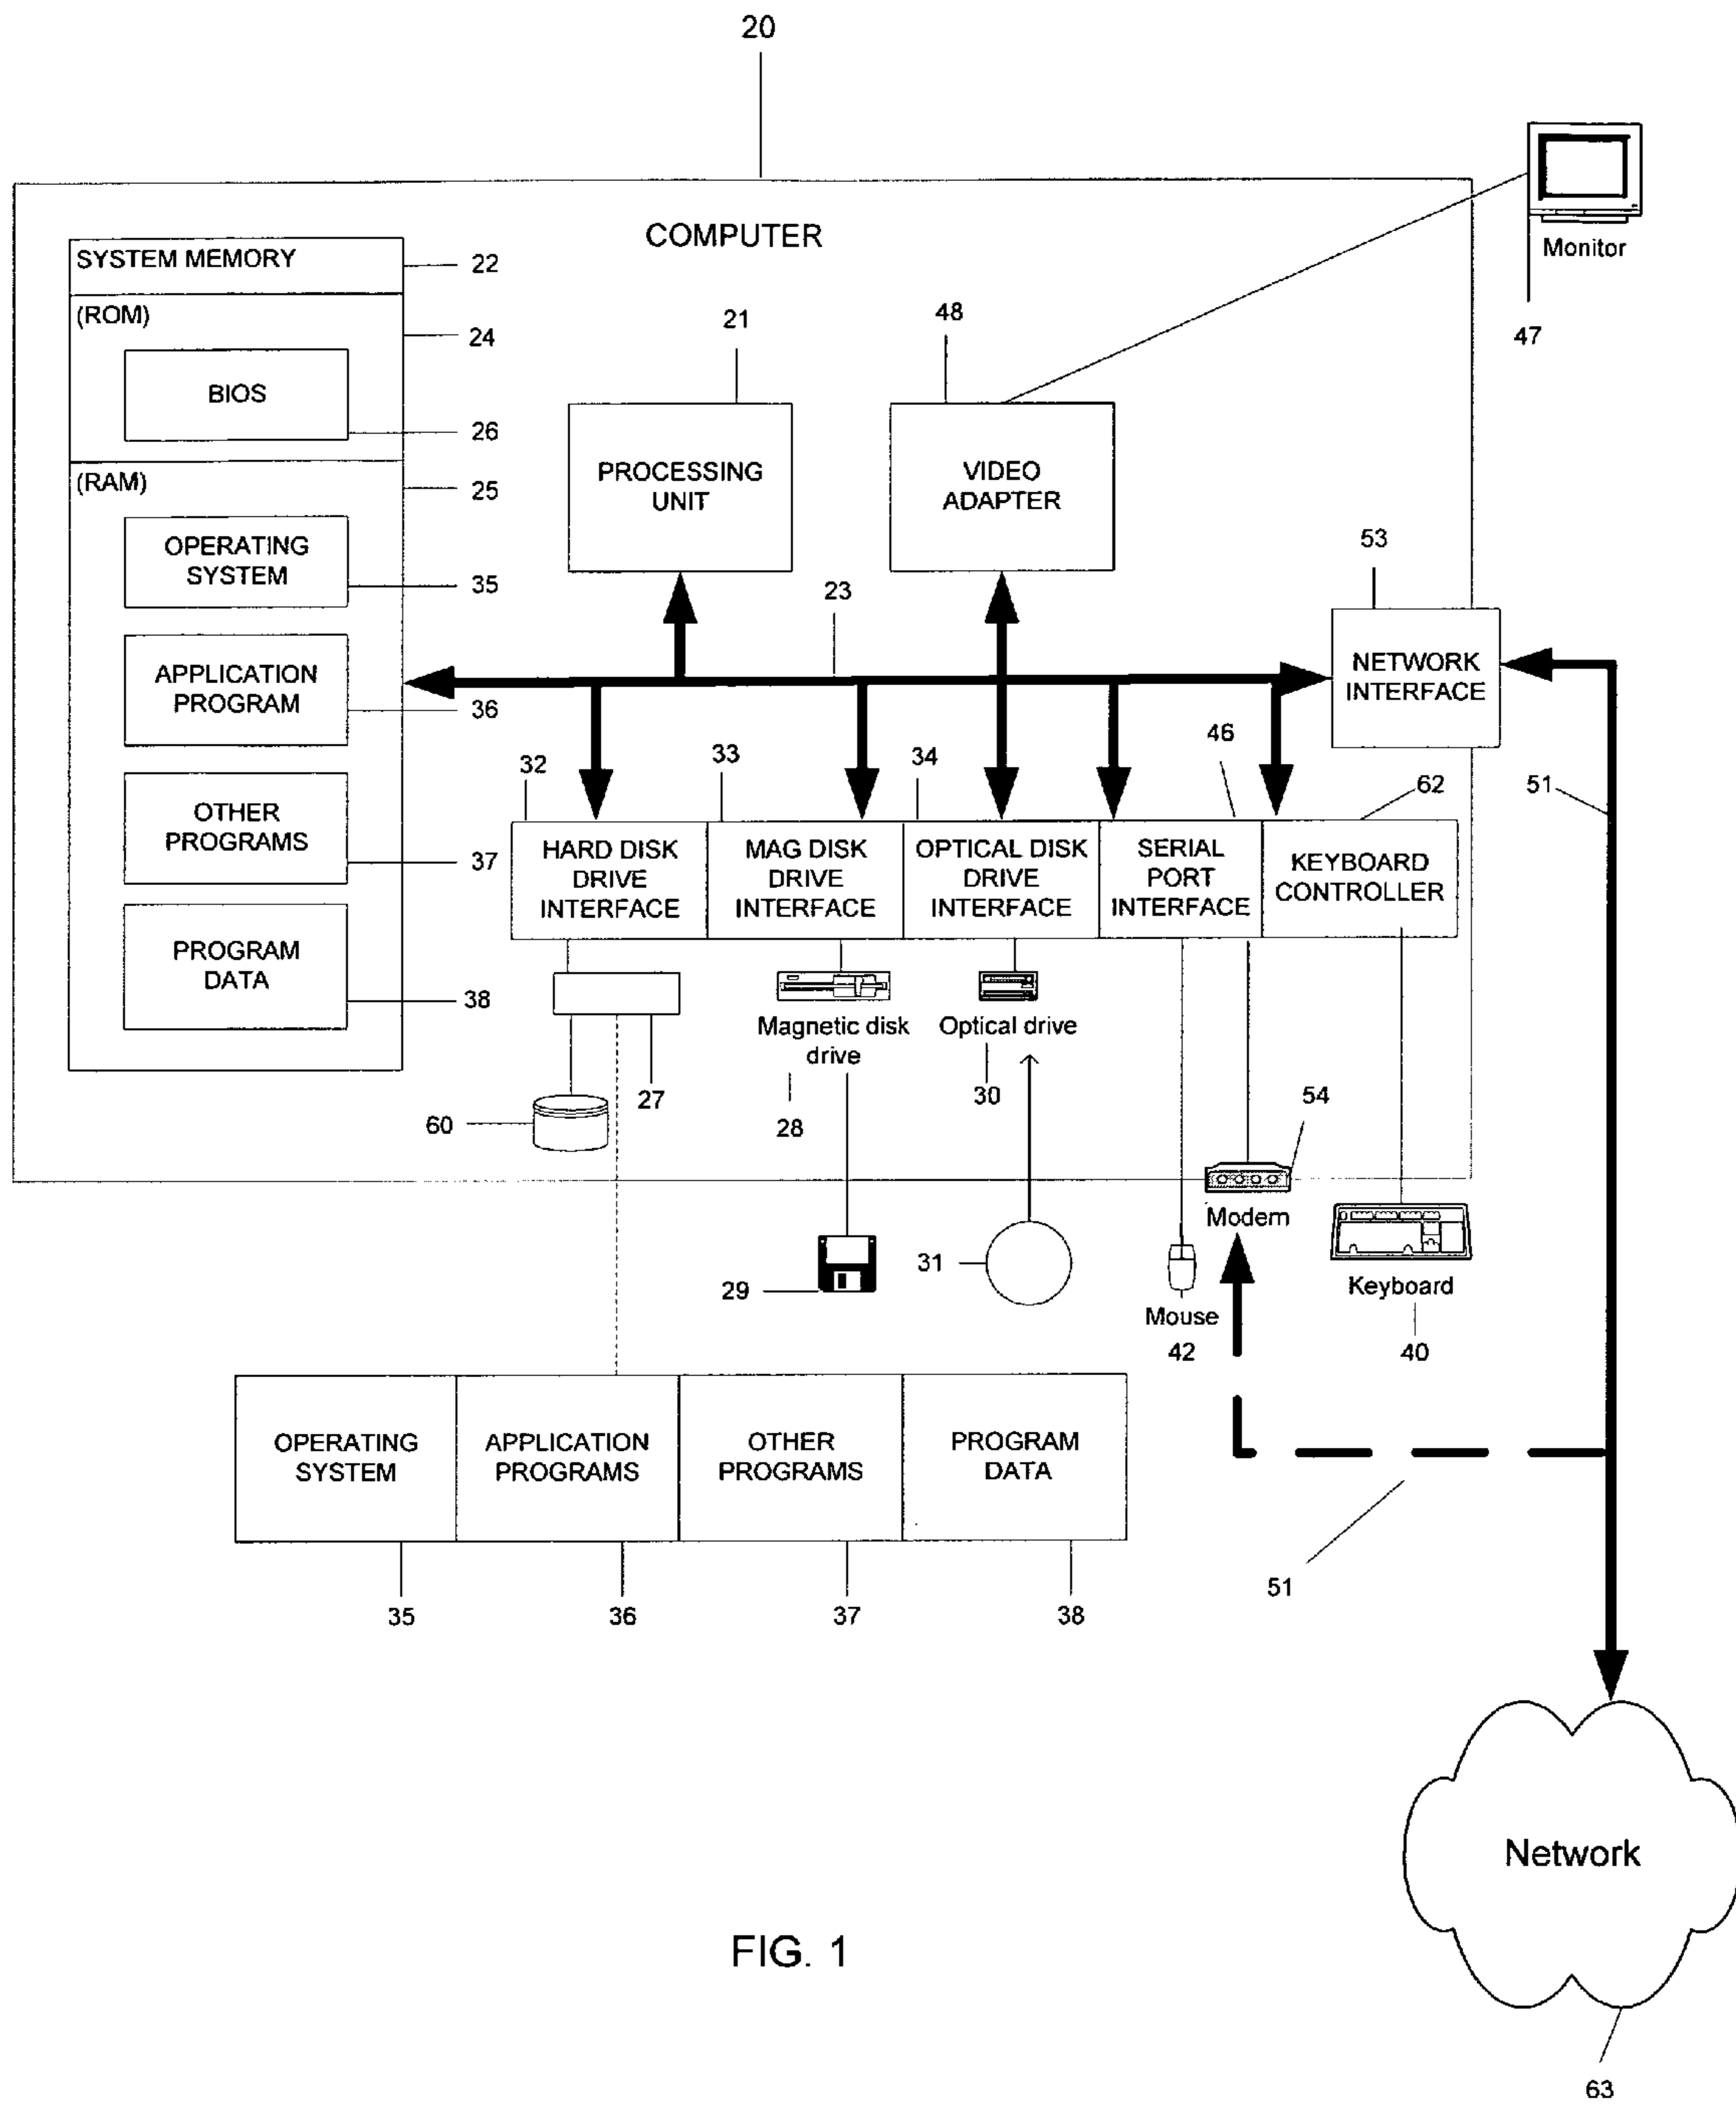 20
COMPUTER
Monitor
47
SYSTEM MEMORY
22
(ROM)
24
BIOS
26
(RAM)
25
OPERATING
SYSTEM
35
APPLICATION
PROGRAM
36
OTHER
PROGRAMS
37
PROGRAM
DATA
38
21
PROCESSING
UNIT
48
VIDEO
ADAPTER
23
53
NETWORK
INTERFACE
51
32
HARD DISK
DRIVE
INTERFACE
33
MAG DISK
DRIVE
INTERFACE
34
OPTICAL DISK
DRIVE
INTERFACE
46
SERIAL
PORT
INTERFACE
62
KEYBOARD
CONTROLLER
27
60
Magnetic disk
drive
28
Optical drive
30
54
Modem
29
31
Mouse
42
Keyboard
40
OPERATING
SYSTEM
APPLICATION
PROGRAMS
OTHER
PROGRAMS
PROGRAM
DATA
35
36
37
38
51
Network
63
FIG. 1